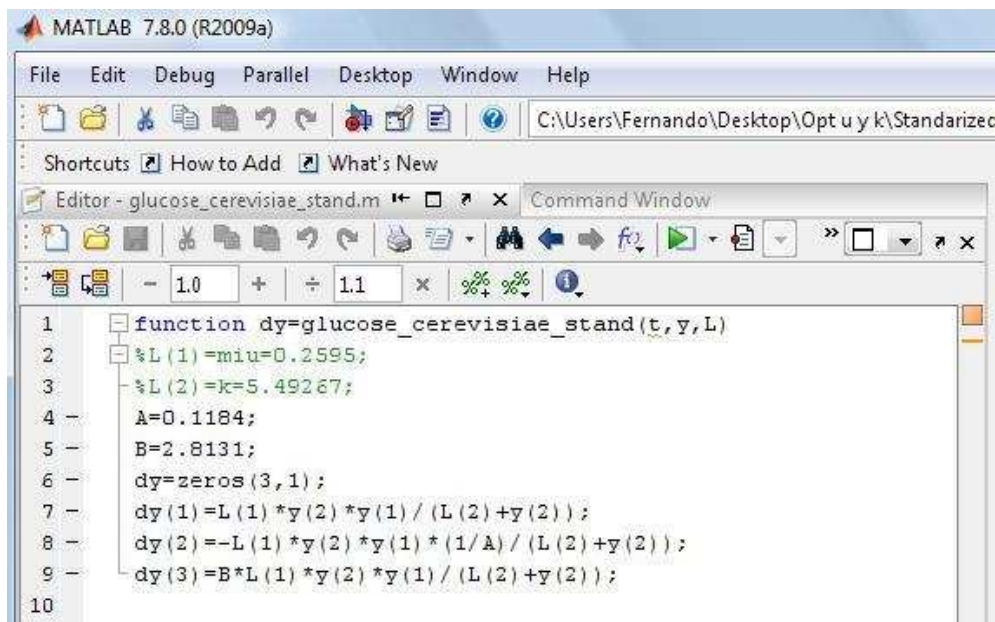 MATLAB 7.8.0 (R2009a)
File Edit Debug Parallel Desktop Window Help
C:\Users\Fernando\Desktop\Opt u y k\Standarized
Shortcuts How to Add What's New
Editor - glucose_cerevisiae_stand.m Command Window
- 1.0 + ÷ 1.1 ×
1 function dy=glucose_cerevisiae_stand(t,y,L)
2 %L(1)=miu=0.2595;
3 %L(2)=k=5.49267;
4 - A=0.1184;
5 - B=2.8131;
6 - dy=zeros(3,1);
7 - dy(1)=L(1)*y(2)*y(1)/(L(2)+y(2));
8 - dy(2)=-L(1)*y(2)*y(1)*(1/A)/(L(2)+y(2));
9 - dy(3)=B*L(1)*y(2)*y(1)/(L(2)+y(2));
10